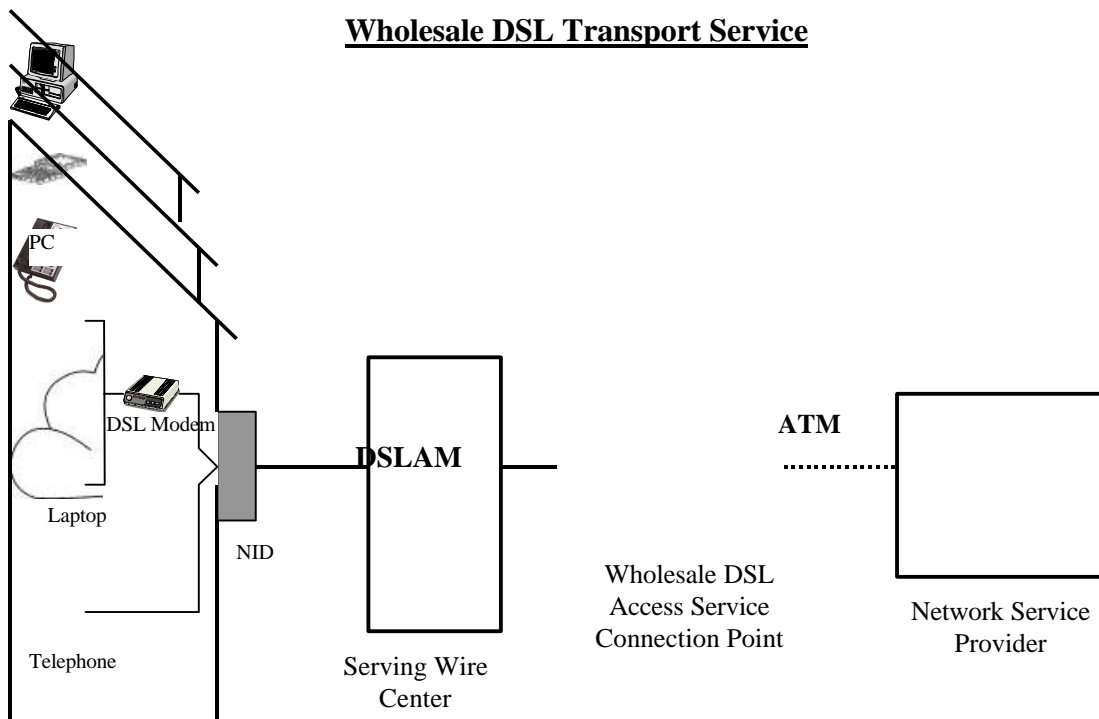 Wholesale DSL Transport Service
PC
DSL Modem
DSLAM
ATM
Laptop
NID
Wholesale DSL
Access Service
Connection Point
Network Service
Provider
Telephone
Serving Wire
Center